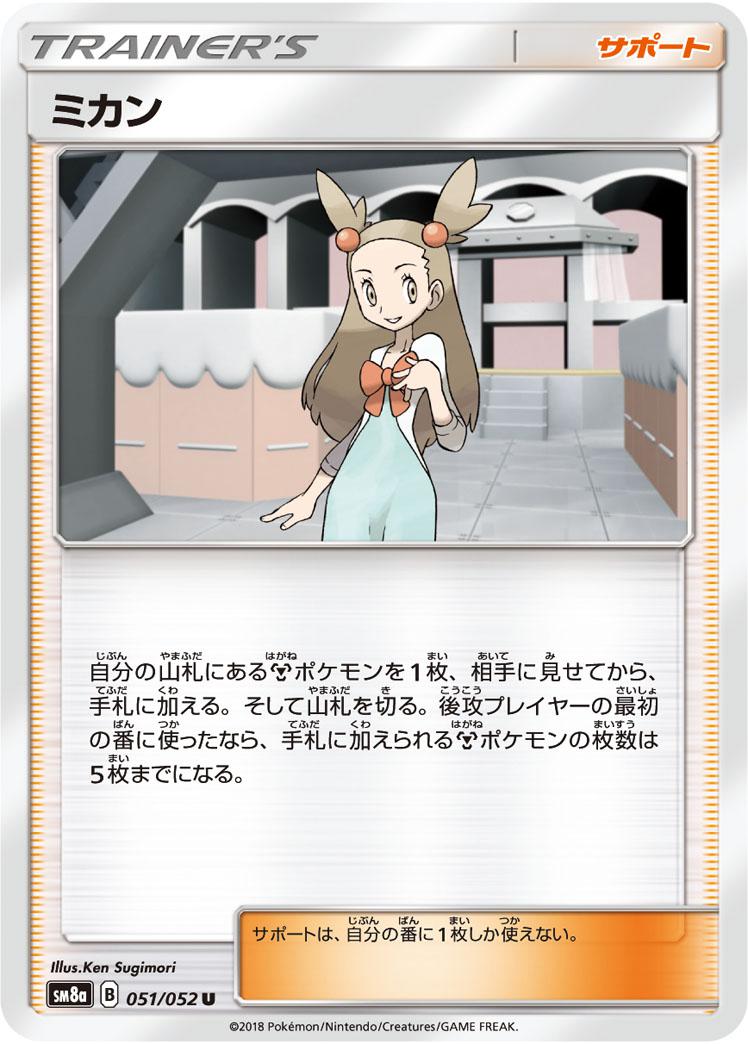 TRAINER'S
サポート
ミカン
自分の山札にあるポケモンを1枚、相手に見せてから、
手札に加える。そして山札を切る。後攻プレイヤーの最初
の番に使ったなら、手札に加えられるポケモンの枚数は
5枚までになる。
サポートは、自分の番に1枚しか使えない。
Illus.Ken Sugimori
SM8a B 051/052 U
©2018 Pokémon/Nintendo/Creatures/GAME FREAK.